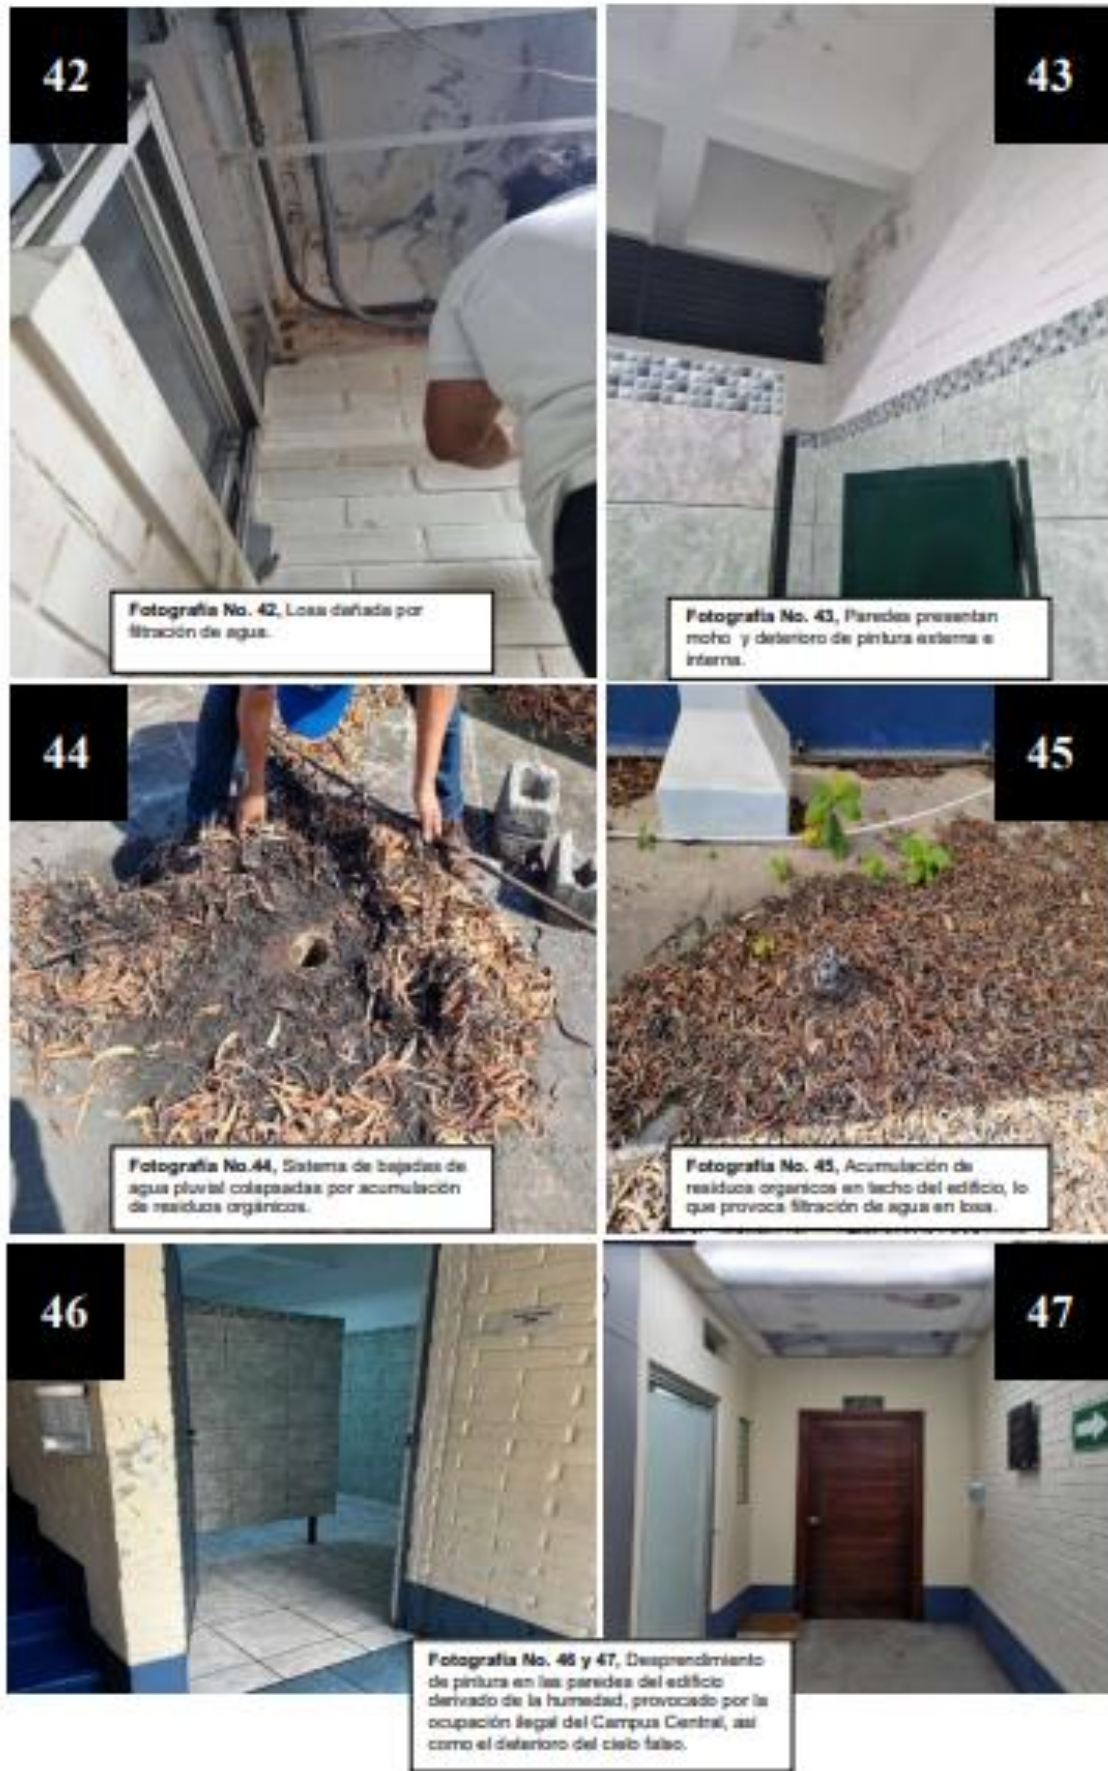 42
43
Fotografía No. 42, Losa dañada por
filtración de agua.
Fotografía No. 43, Paredes presentan
moho y deterioro de pintura externa e
interna.
44
45
Fotografía No.44, Sistema de bajadas de
agua pluvial colapsadas por acumulación
de residuos orgánicos.
Fotografía No. 45, Acumulación de
residuos organicos en techo del edificio, lo
que provoca filtración de agua en losa.
46
47
Fotografía No. 46 y 47, Desprendimiento
de pintura en las paredes del edificio
derivado de la humedad, provocado por la
ocupación ilegal del Campus Central, asi
como el deterioro del cielo falso.